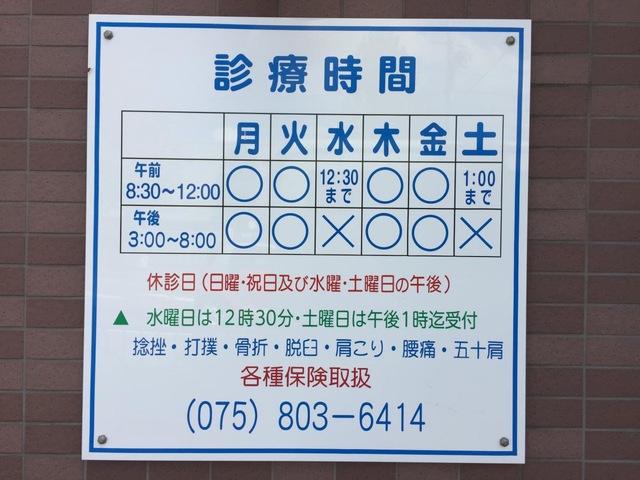 診療時間
月 火 水 木 金 土
午前 8:30～12:00 ○ ○ 12:30まで ○ ○ 1:00まで
午後 3:00～8:00 ○ ○ × ○ ○ ×
休診日（日曜・祝日及び水曜・土曜日の午後）
▲ 水曜日は12時30分・土曜日は午後1時迄受付
捻挫・打撲・骨折・脱臼・肩こり・腰痛・五十肩
各種保険取扱
(075) 803－6414